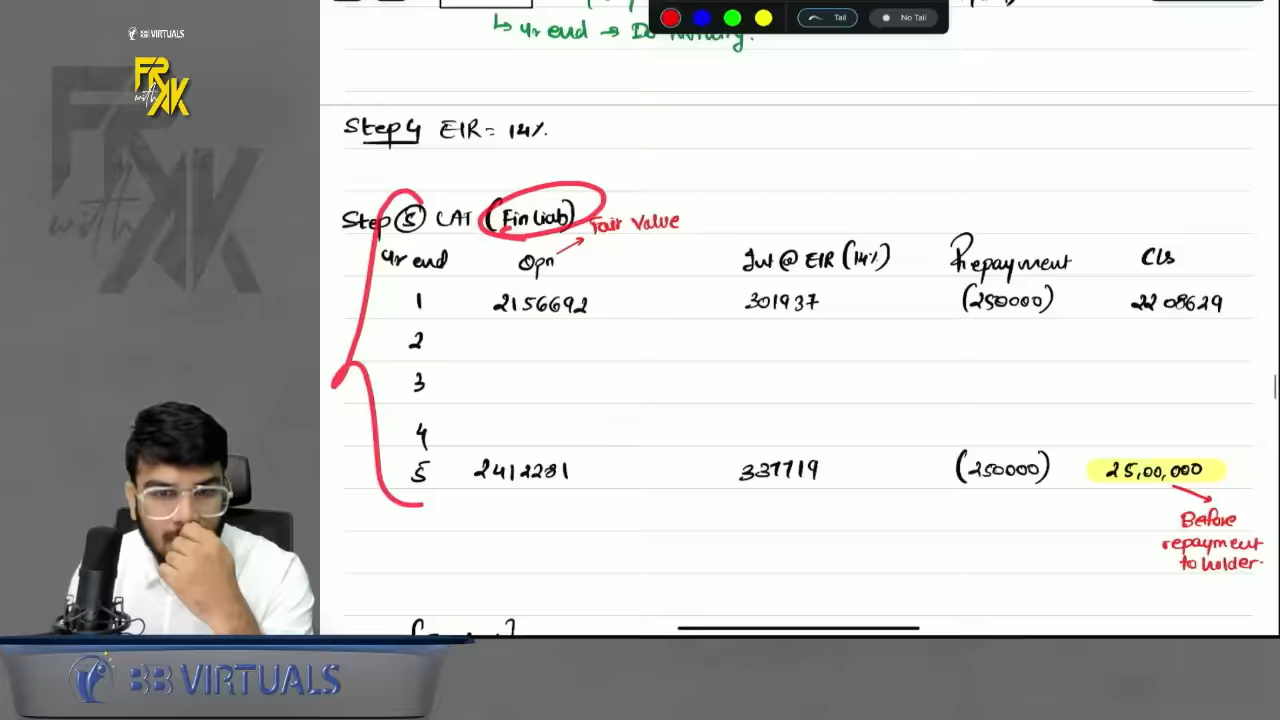 Tail
No Tail
↳ Yr end → Do
BB VIRTUALS
FR
with
KK
Step 4 EIR = 14%.
Step 5 LAT (Fin Liab)
Fair Value
Yr end Opn Int @ EIR (14%) Repayment Cls
1 2156692 301937 (250000) 2208629
2
3
4
5 2412281 337719 (250000) 25,00,000
Before
repayment
to holder.
BB VIRTUALS